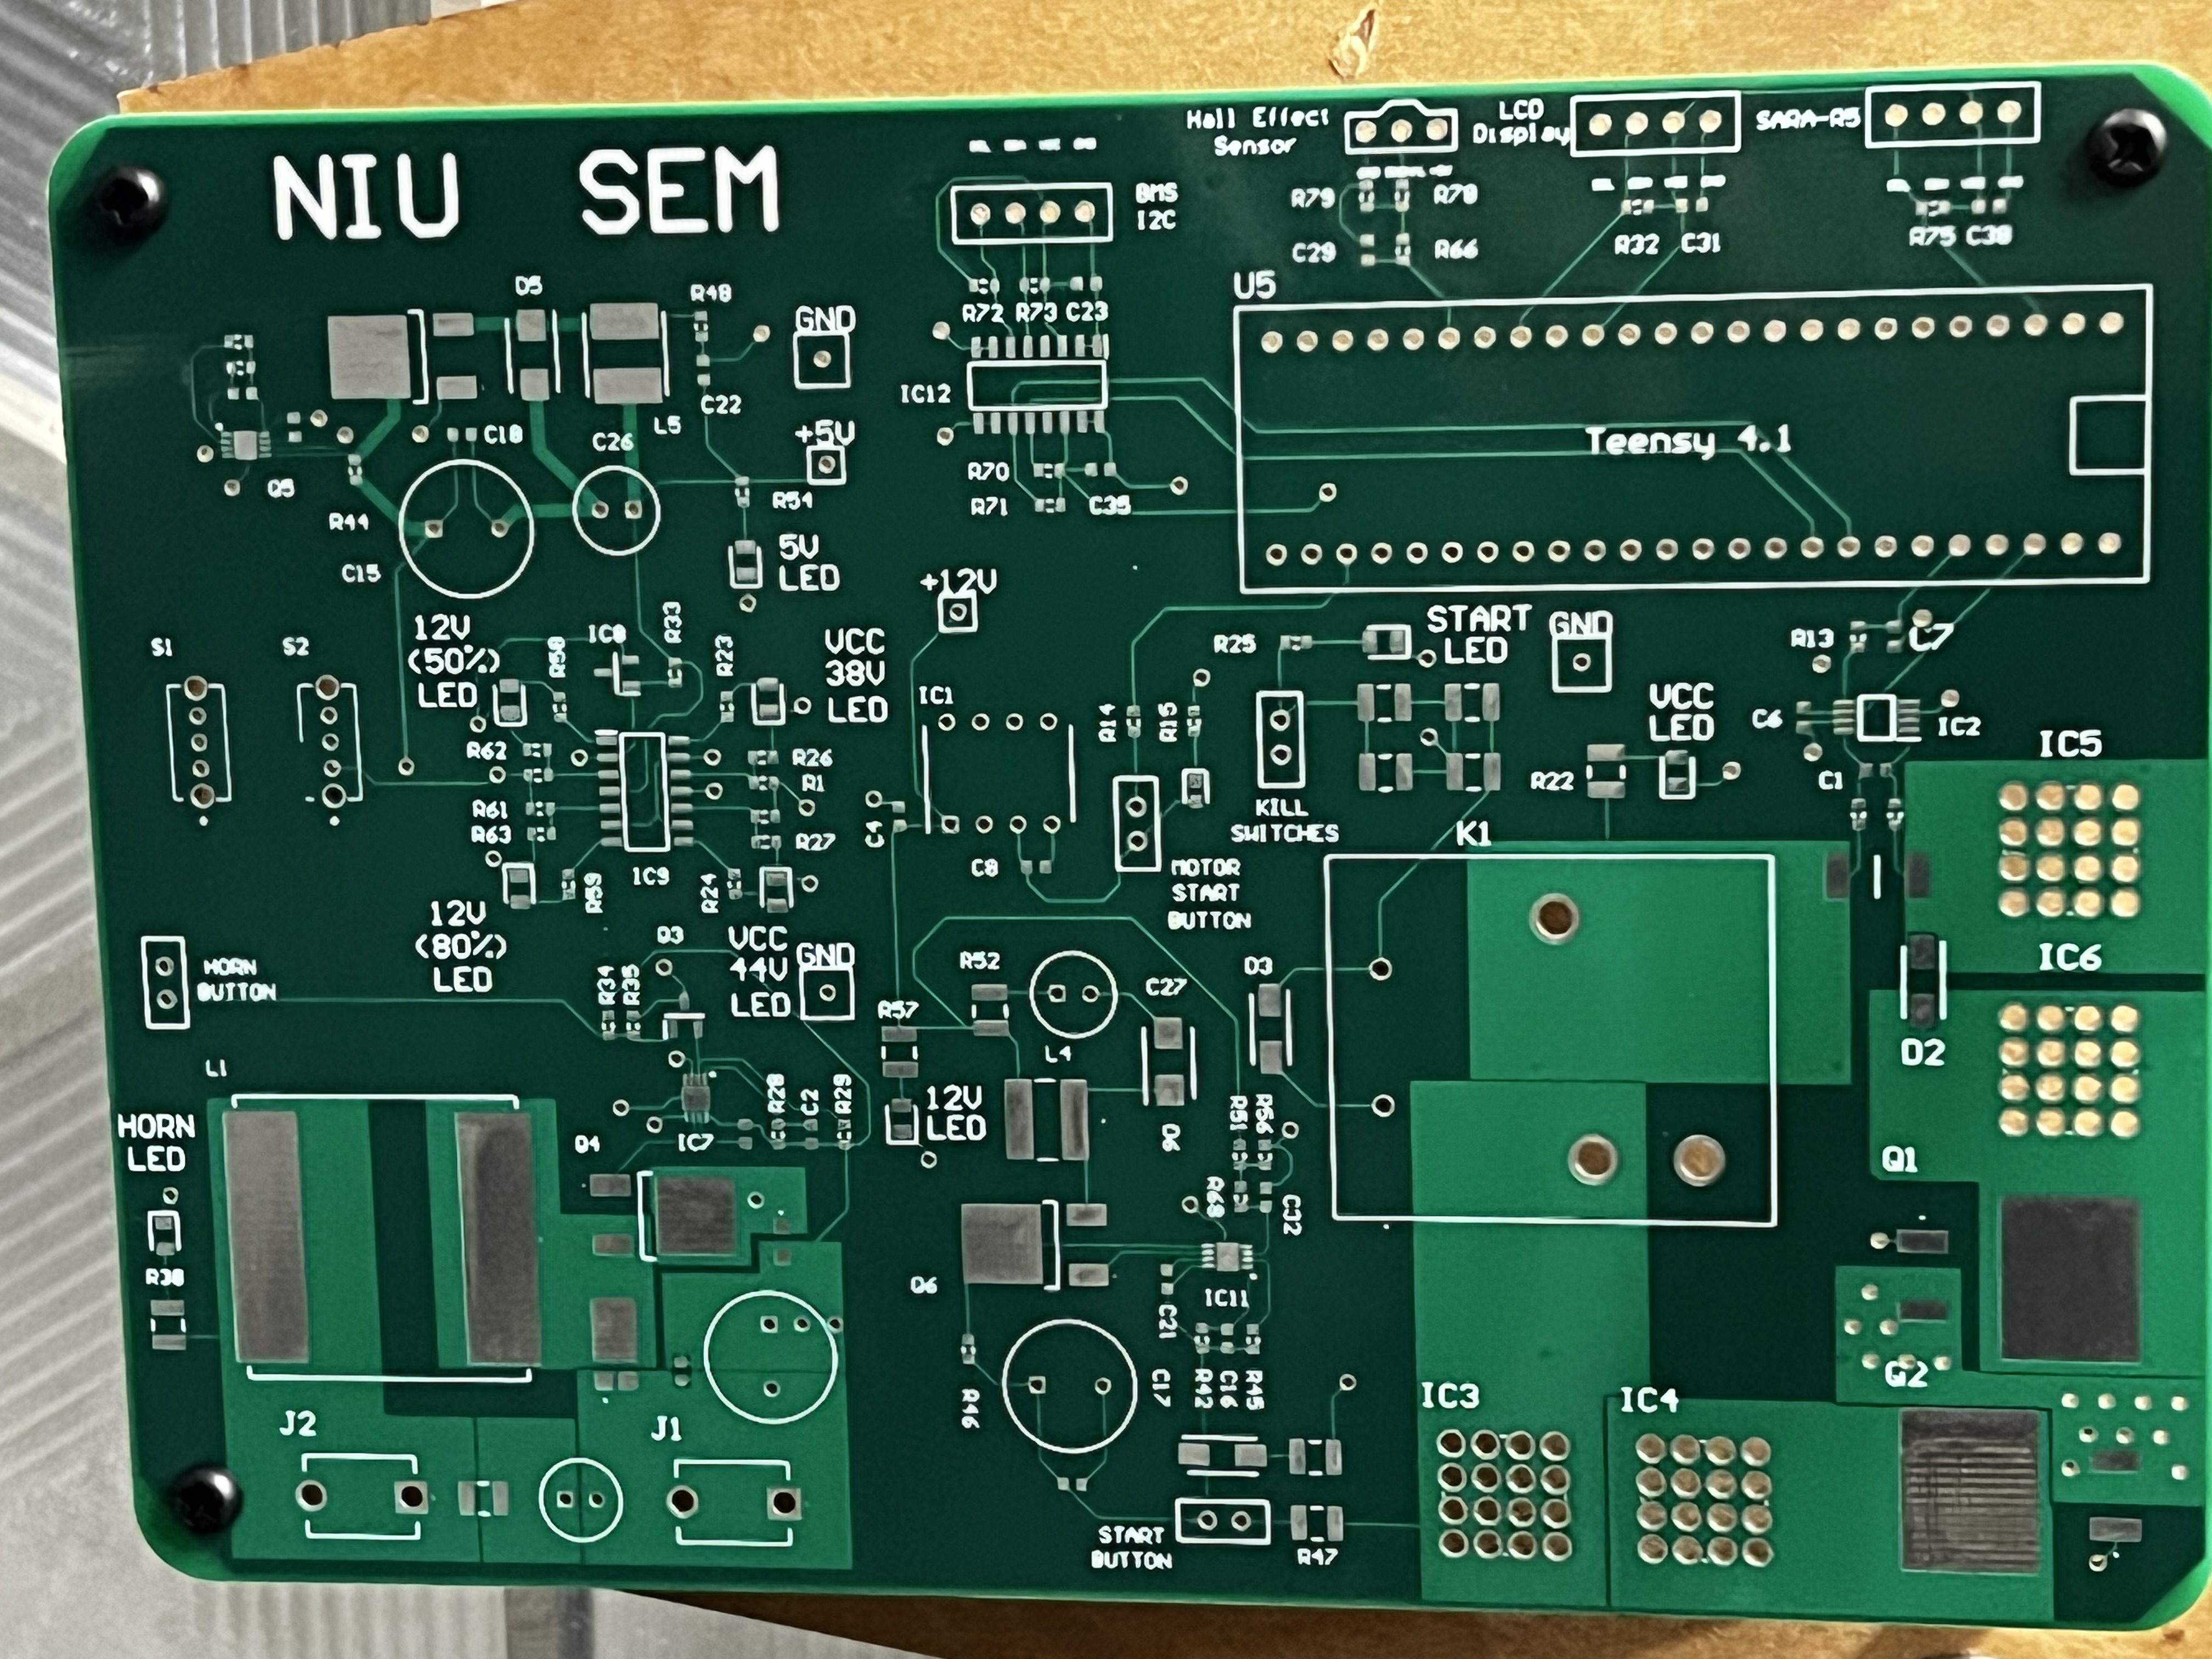 NIU SEM
Hall Effect
Sensor
LCD
Display
SARA-R5
BMS
I2C
R79
R78
C29
R66
R32
C31
R75
C38
U5
D5
R48
GND
R72
R73
C23
C22
IC12
L5
C18
C26
+5V
Teensy 4.1
Q5
R44
R54
R70
R71
C35
C15
5V
LED
+12V
12V
(50%)
LED
S1
S2
R58
IC8
R33
R23
VCC
38V
LED
R25
START
LED
GND
R13
C7
IC1
R14
R15
VCC
LED
C6
IC2
IC5
R62
R26
R1
R61
R63
R27
C4
R22
C1
KILL
SWITCHES
K1
IC9
R59
R24
C8
MOTOR
START
BUTTON
12V
(80%)
LED
VCC
44V
LED
GND
HORN
BUTTON
R34
R35
R52
C27
D3
IC6
R57
L4
D2
L1
HORN
LED
R28
C2
R29
12V
LED
D6
R51
R56
IC7
Q4
Q1
R68
C32
R38
Q6
IC11
C21
Q2
R46
C17
R42
C16
R45
IC3
IC4
J2
J1
START
BUTTON
R47